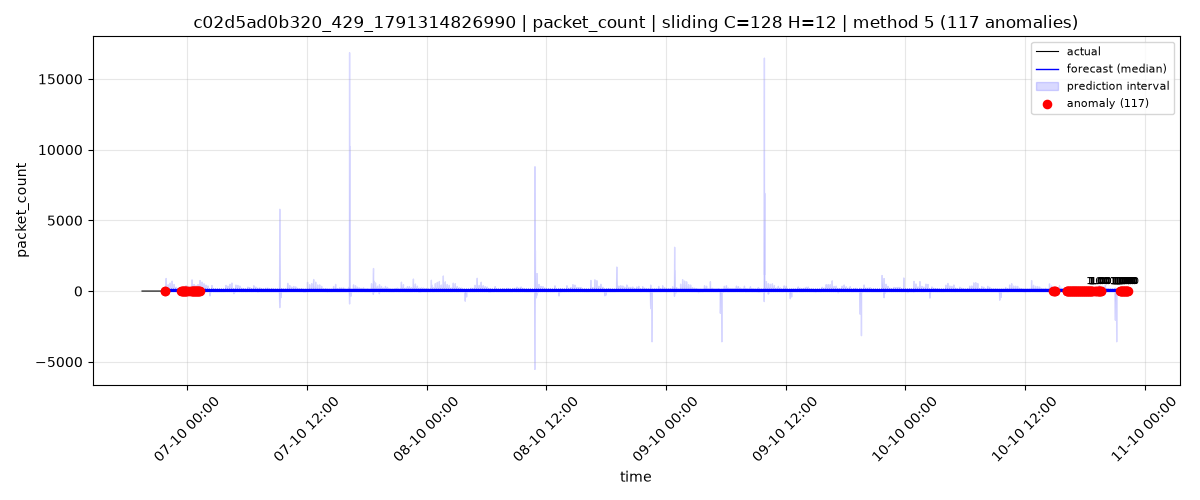 c02d5ad0b320_429_1791314826990 | packet_count | sliding C=128 H=12 | method 5 (117 anomalies)
actual
forecast (median)
prediction interval
anomaly (117)
packet_count
15000
10000
5000
0
−5000
07-10 00:00
07-10 12:00
08-10 00:00
08-10 12:00
09-10 00:00
09-10 12:00
10-10 00:00
10-10 12:00
11-10 00:00
time